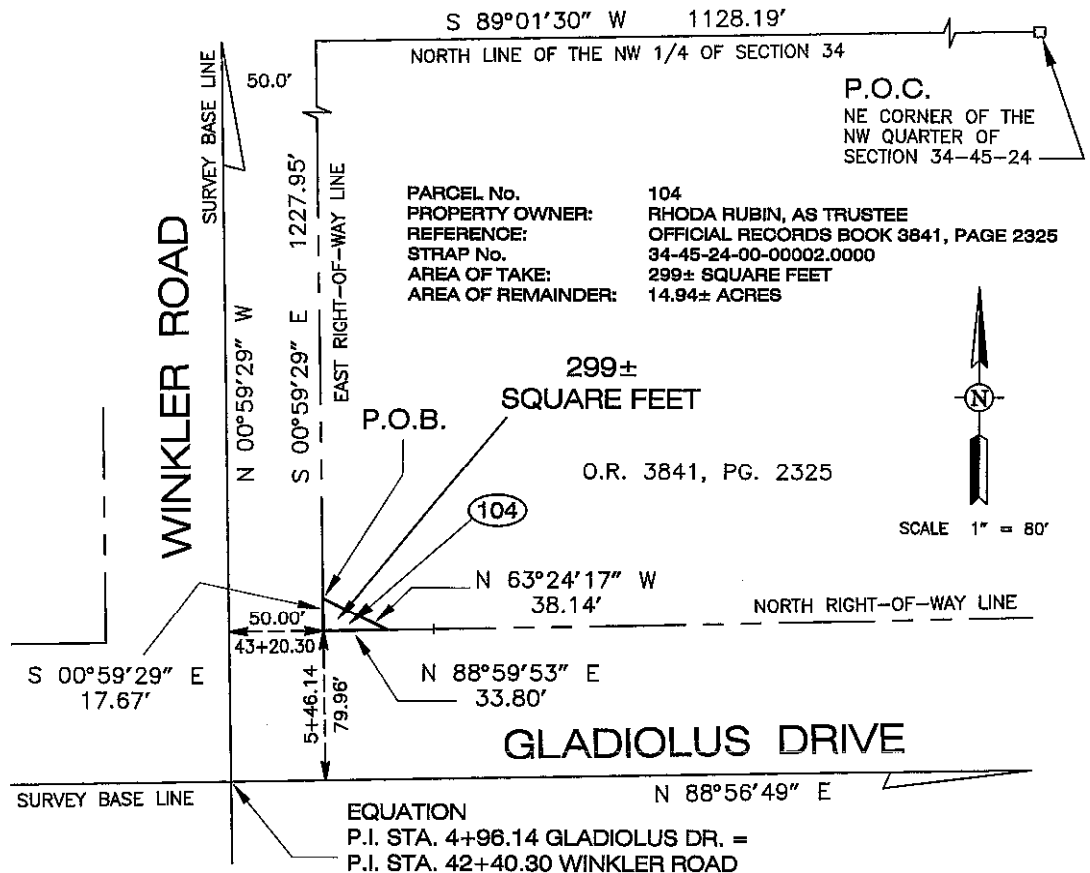 S 89°01'30" W 1128.19'
NORTH LINE OF THE NW 1/4 OF SECTION 34
SURVEY BASE LINE
50.0'
P.O.C.
NE CORNER OF THE
NW QUARTER OF
SECTION 34-45-24
PARCEL No. 104
PROPERTY OWNER: RHODA RUBIN, AS TRUSTEE
REFERENCE: OFFICIAL RECORDS BOOK 3841, PAGE 2325
STRAP No. 34-45-24-00-00002.0000
AREA OF TAKE: 299± SQUARE FEET
AREA OF REMAINDER: 14.94± ACRES
WINKLER ROAD
N 00°59'29" W
S 00°59'29" E 1227.95'
EAST RIGHT-OF-WAY LINE
299±
SQUARE FEET
P.O.B.
O.R. 3841, PG. 2325
N
SCALE 1" = 80'
104
N 63°24'17" W
38.14'
NORTH RIGHT-OF-WAY LINE
50.00'
43+20.30
S 00°59'29" E
17.67'
N 88°59'53" E
33.80'
5+46.14
79.96'
GLADIOLUS DRIVE
SURVEY BASE LINE
N 88°56'49" E
EQUATION
P.I. STA. 4+96.14 GLADIOLUS DR. =
P.I. STA. 42+40.30 WINKLER ROAD